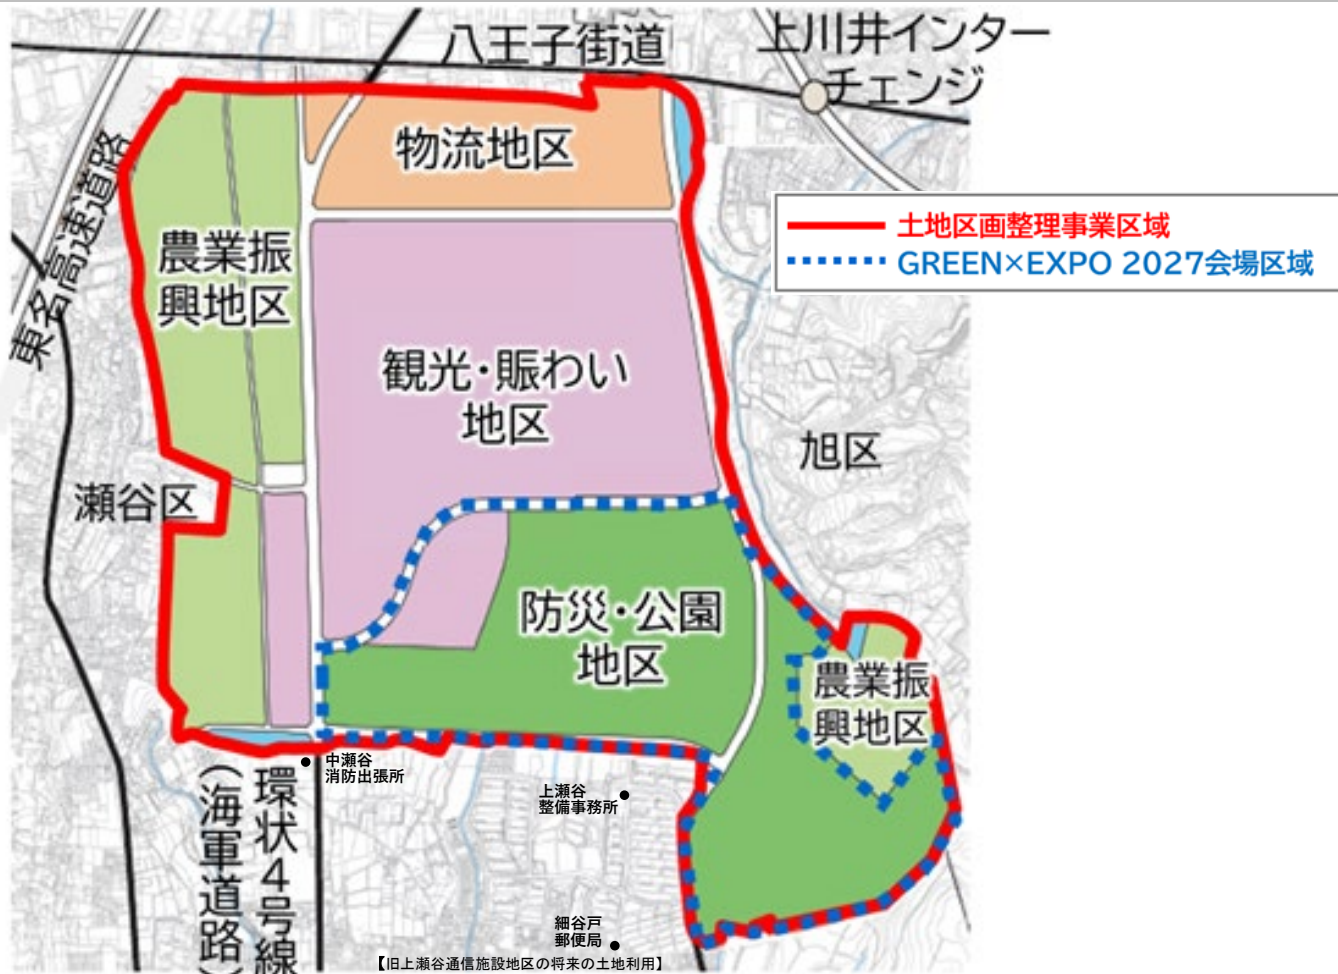 八王子街道
上川井インター
チェンジ
物流地区
東名高速道路
土地区画整理事業区域
GREEN×EXPO 2027会場区域
農業振
興地区
観光・賑わい
地区
旭区
瀬谷区
防災・公園
地区
農業振
興地区
中瀬谷
消防出張所
上瀬谷
整備事務所
環状4号線
(海軍道路)
細谷戸
郵便局
【旧上瀬谷通信施設地区の将来の土地利用】